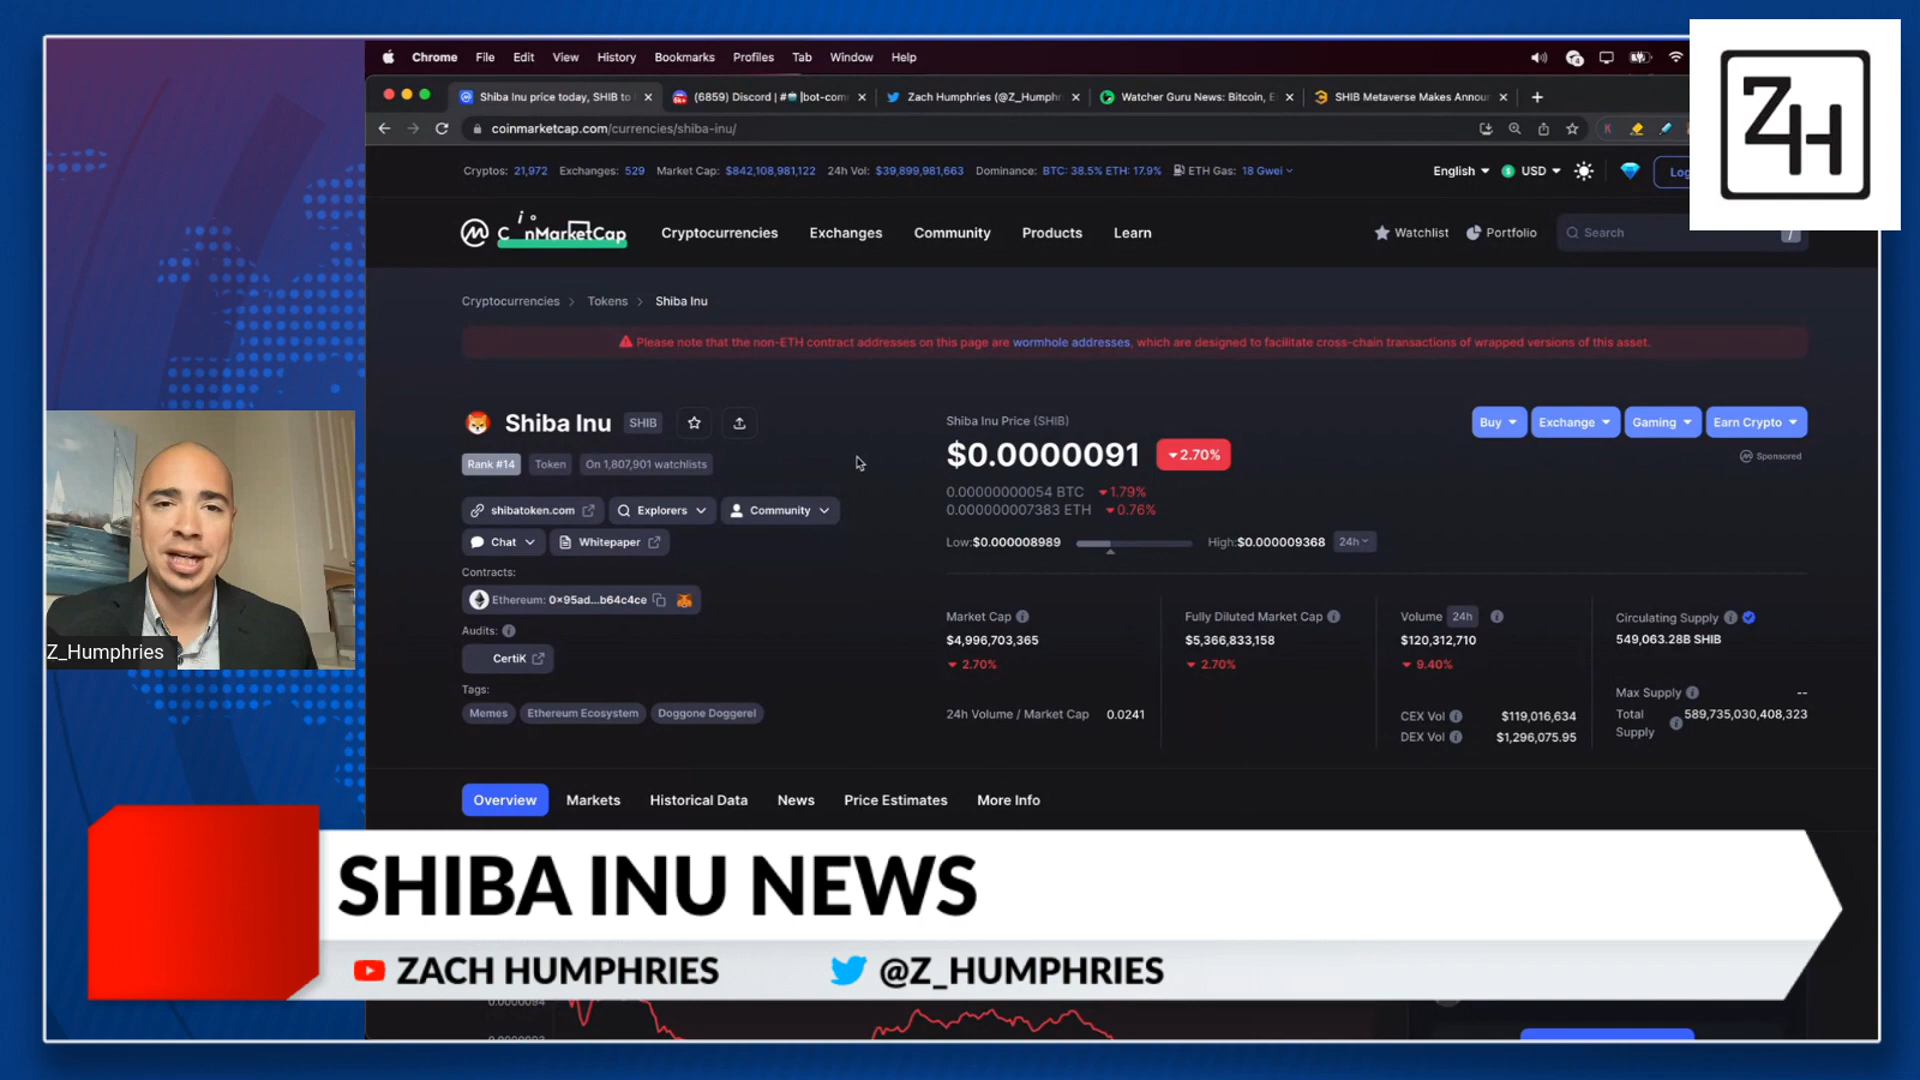 Chrome File Edit View History Bookmarks Profiles Tab Window Help
Shiba Inu price today, SHIB to
(6859) Discord | #🤖|bot-com
Zach Humphries (@Z_Humphr
Watcher Guru News: Bitcoin, E
SHIB Metaverse Makes Announ
coinmarketcap.com/currencies/shiba-inu/
ZH
Cryptos: 21,972 Exchanges: 529 Market Cap: $842,108,981,122 24h Vol: $39,899,981,663 Dominance: BTC: 38.5% ETH: 17.9% ETH Gas: 18 Gwei
English USD Log
CoinMarketCap
Cryptocurrencies Exchanges Community Products Learn
Watchlist Portfolio Search /
Cryptocurrencies > Tokens > Shiba Inu
Please note that the non-ETH contract addresses on this page are wormhole addresses, which are designed to facilitate cross-chain transactions of wrapped versions of this asset.
Shiba Inu SHIB
Rank #14 Token On 1,807,901 watchlists
shibatoken.com Explorers Community
Chat Whitepaper
Contracts:
Ethereum: 0x95ad...b64c4ce
Audits:
CertiK
Tags:
Memes Ethereum Ecosystem Doggone Doggerel
Shiba Inu Price (SHIB)
$0.0000091 2.70%
0.00000000054 BTC 1.79%
0.000000007383 ETH 0.76%
Low:$0.000008989 High:$0.000009368 24h
Buy Exchange Gaming Earn Crypto
Sponsored
Market Cap
$4,996,703,365
2.70%
24h Volume / Market Cap 0.0241
Fully Diluted Market Cap
$5,366,833,158
2.70%
Volume 24h
$120,312,710
9.40%
CEX Vol $119,016,634
DEX Vol $1,296,075.95
Circulating Supply
549,063.28B SHIB
Max Supply --
Total Supply 589,735,030,408,323
Overview Markets Historical Data News Price Estimates More Info
Z_Humphries
SHIBA INU NEWS
ZACH HUMPHRIES @Z_HUMPHRIES
0.0000094